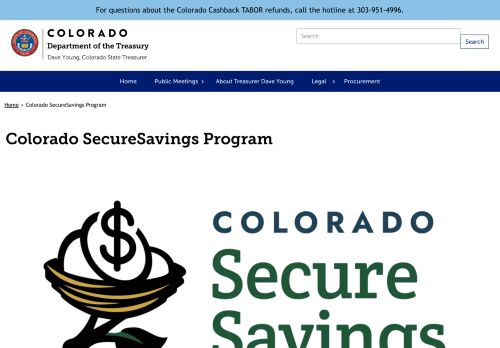 For questions about the Colorado Cashback TABOR refunds, call the hotline at 303-951-4996.
COLORADO
Department of the Treasury
Dave Young, Colorado State Treasurer
Search
Search
Home
Public Meetings
About Treasurer Dave Young
Legal
Procurement
Home › Colorado SecureSavings Program
Colorado SecureSavings Program
$
COLORADO
Secure
Savings